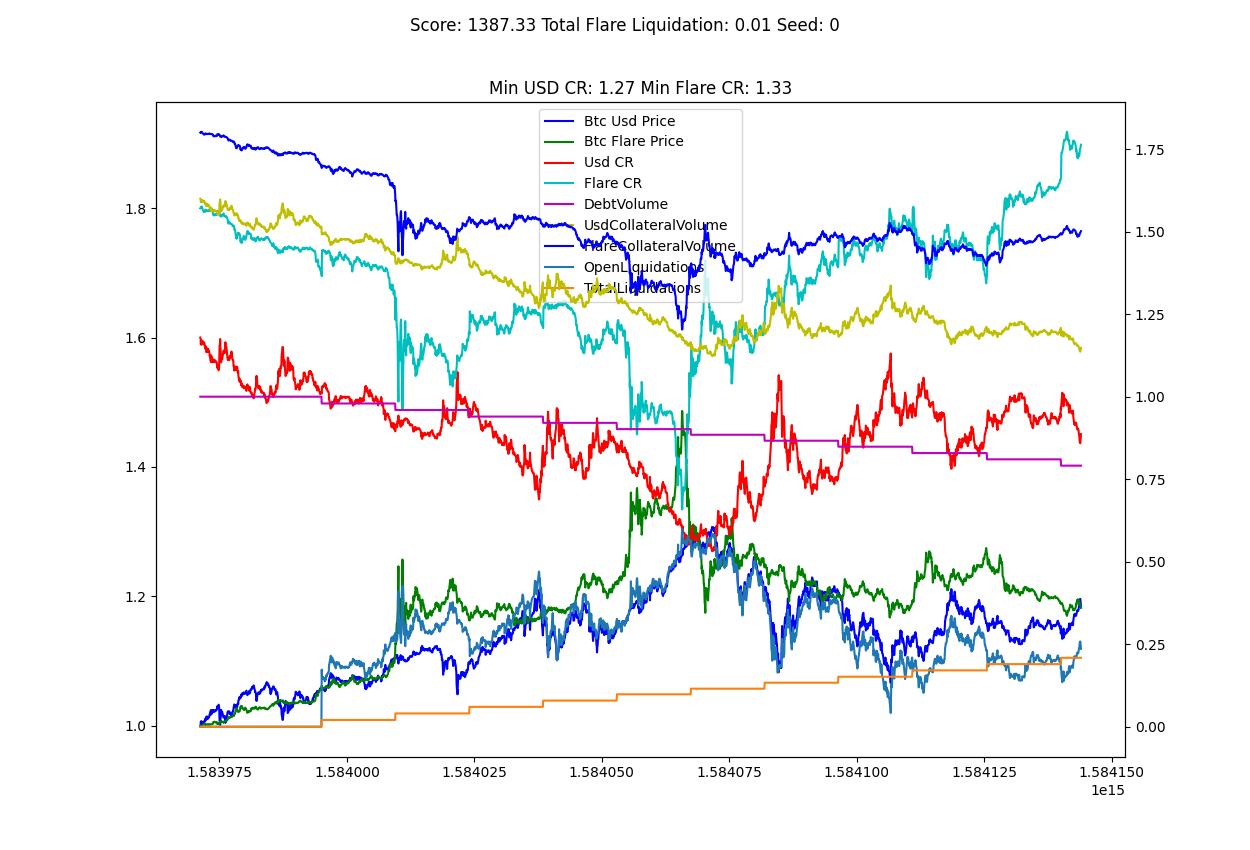 Score: 1387.33 Total Flare Liquidation: 0.01 Seed: 0
Min USD CR: 1.27 Min Flare CR: 1.33
Btc Usd Price
Btc Flare Price
Usd CR
Flare CR
DebtVolume
UsdCollateralVolume
FlareCollateralVolume
OpenLiquidations
TotalLiquidations
1.8
1.6
1.4
1.2
1.0
1.75
1.50
1.25
1.00
0.75
0.50
0.25
0.00
1.583975 1.584000 1.584025 1.584050 1.584075 1.584100 1.584125 1.584150
1e15